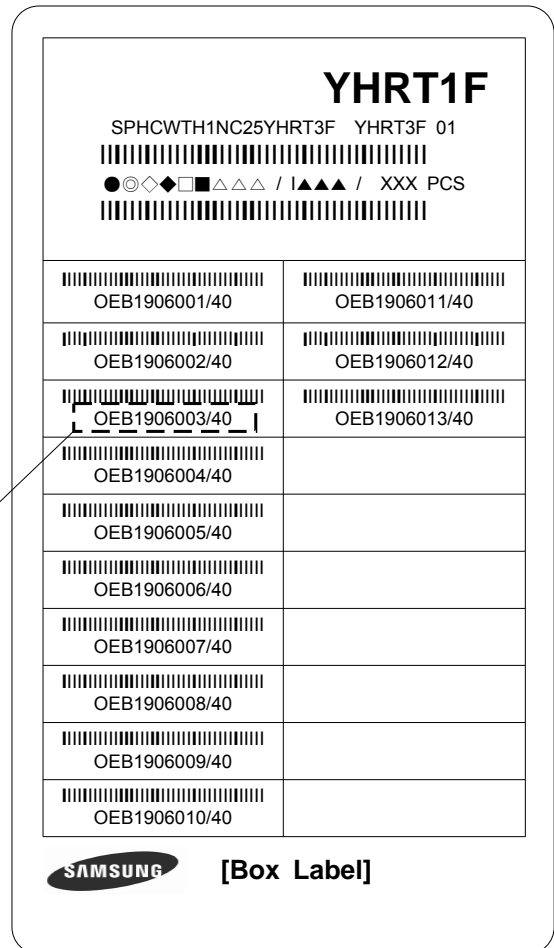 YHRT1F
SPHCWTH1NC25YHRT3F YHRT3F 01
●◎◇◆□■△△△ / I▲▲▲ / XXX PCS
OEB1906001/40
OEB1906011/40
OEB1906002/40
OEB1906012/40
OEB1906003/40
OEB1906013/40
OEB1906004/40
OEB1906005/40
OEB1906006/40
OEB1906007/40
OEB1906008/40
OEB1906009/40
OEB1906010/40
SAMSUNG
[Box Label]